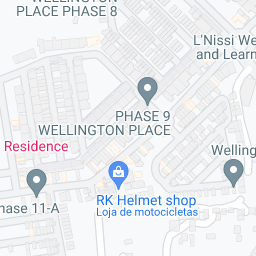 WELLINGTON
PLACE PHASE 8
L'Nissi We
and Learn
PHASE 9
WELLINGTON PLACE
Residence
Welling
hase 11-A
RK Helmet shop
Loja de motocicletas